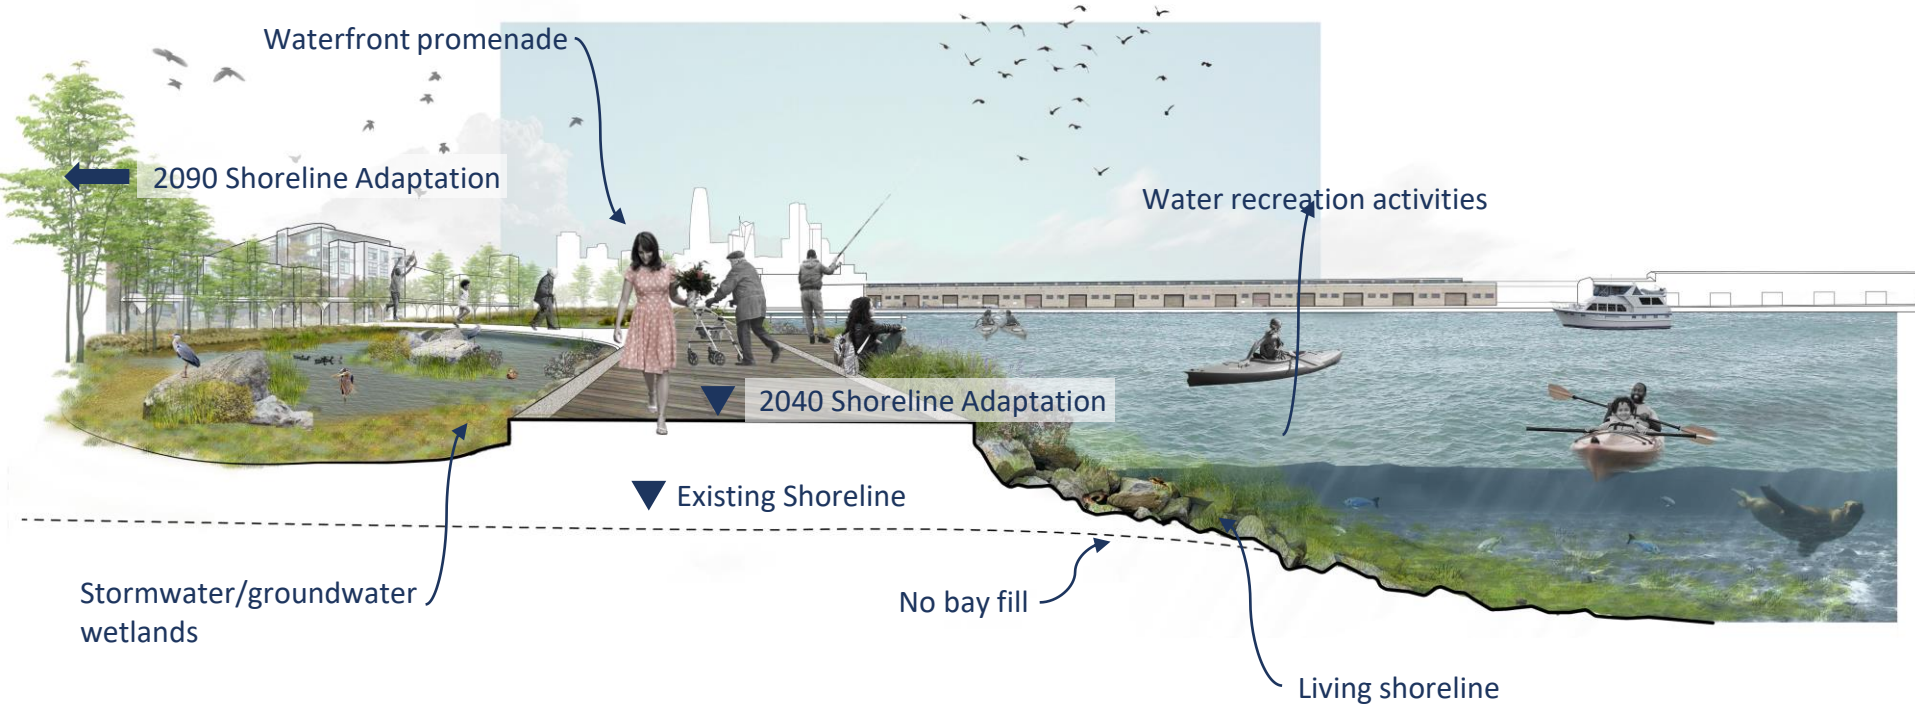 Waterfront promenade
2090 Shoreline Adaptation
Water recreation activities
2040 Shoreline Adaptation
Existing Shoreline
Stormwater/groundwater
wetlands
No bay fill
Living shoreline